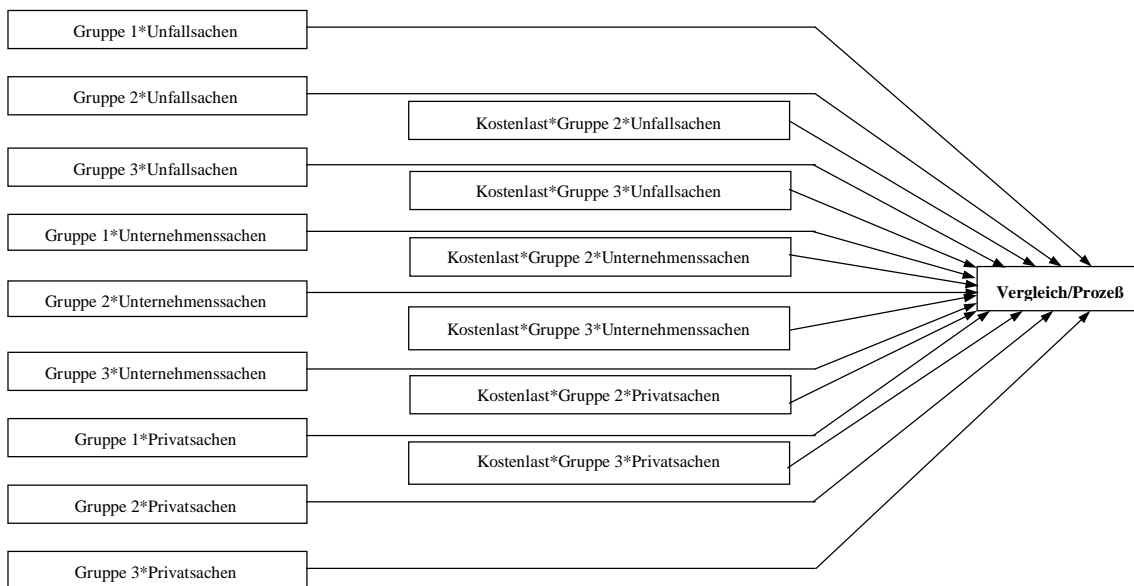 Gruppe 1*Unfallsachen
Gruppe 2*Unfallsachen
Kostenlast*Gruppe 2*Unfallsachen
Gruppe 3*Unfallsachen
Kostenlast*Gruppe 3*Unfallsachen
Gruppe 1*Unternehmenssachen
Kostenlast*Gruppe 2*Unternehmenssachen
Gruppe 2*Unternehmenssachen
Vergleich/Prozeß
Kostenlast*Gruppe 3*Unternehmenssachen
Gruppe 3*Unternehmenssachen
Kostenlast*Gruppe 2*Privatsachen
Gruppe 1*Privatsachen
Kostenlast*Gruppe 3*Privatsachen
Gruppe 2*Privatsachen
Gruppe 3*Privatsachen